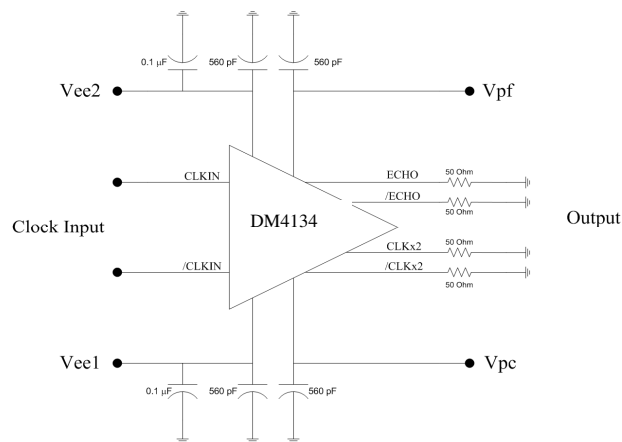 0.1 µF
560 pF
560 pF
Vee2
Vpf
CLKIN
ECHO
50 Ohm
/ECHO
50 Ohm
Clock Input
DM4134
Output
CLKx2
50 Ohm
/CLKIN
/CLKx2
50 Ohm
Vee1
Vpc
0.1 µF
560 pF
560 pF